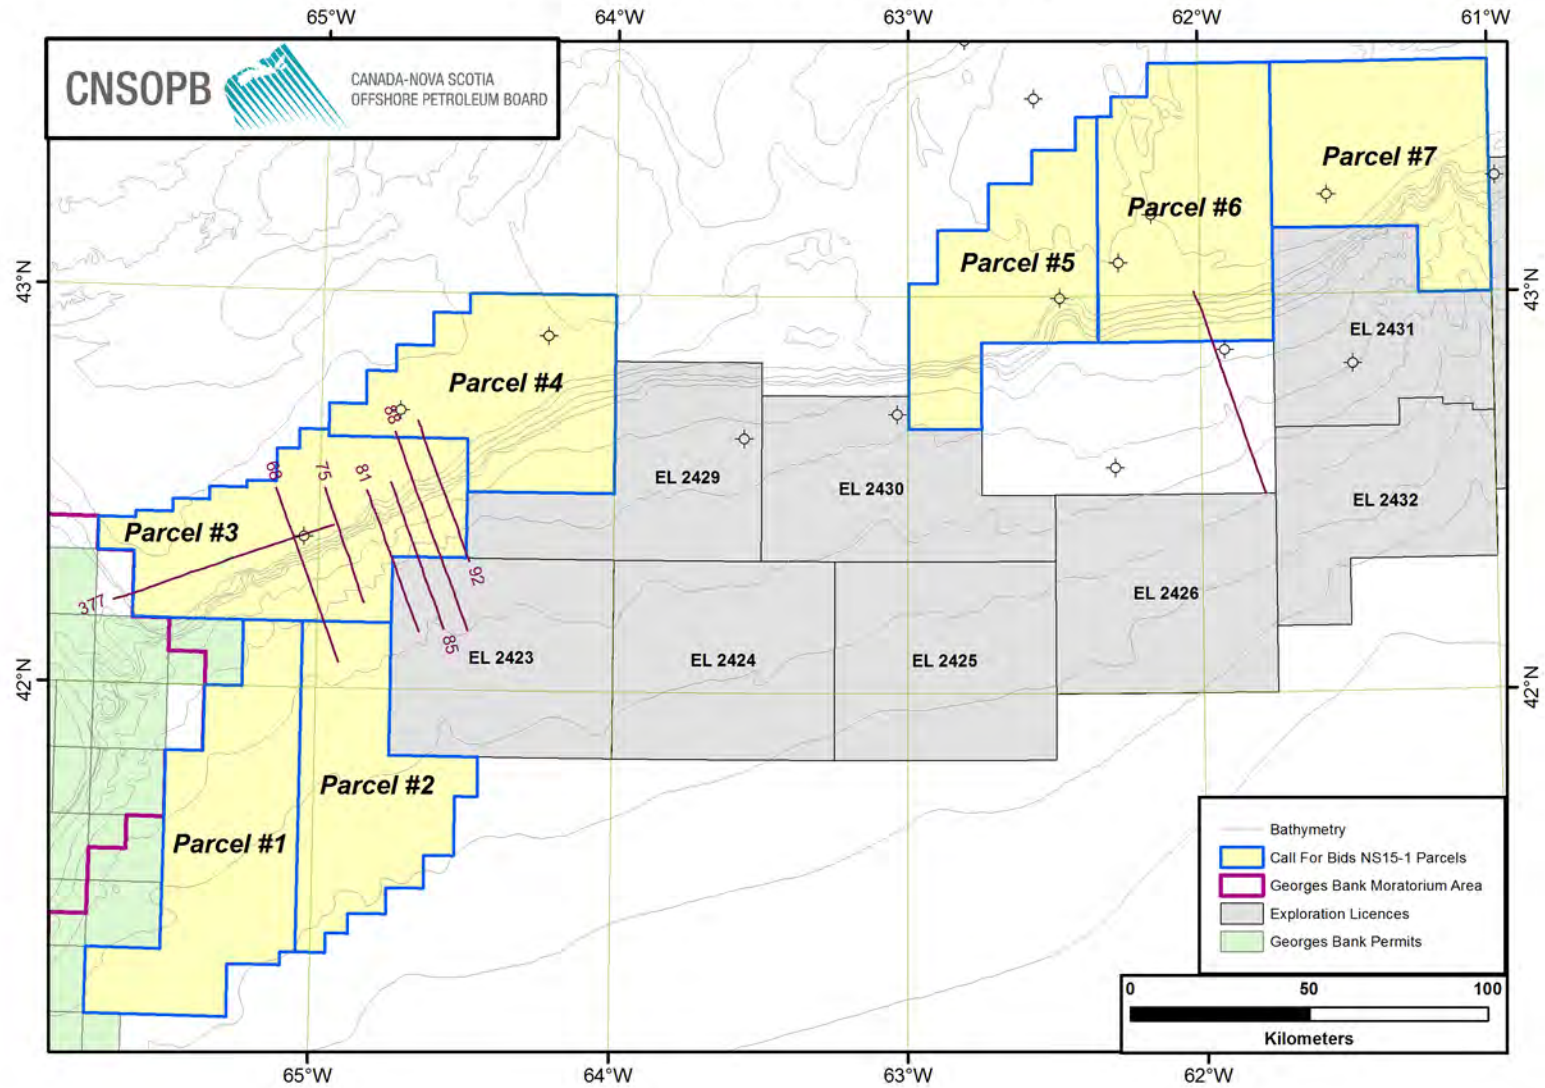 65°W
64°W
63°W
62°W
61°W
CNSOPB
CANADA-NOVA SCOTIA
OFFSHORE PETROLEUM BOARD
Parcel #7
Parcel #6
Parcel #5
43°N
43°N
EL 2431
Parcel #4
88
68
75
81
EL 2429
EL 2430
EL 2432
Parcel #3
92
377
EL 2426
85
EL 2423
EL 2424
EL 2425
42°N
42°N
Parcel #2
Parcel #1
Bathymetry
Call For Bids NS15-1 Parcels
Georges Bank Moratorium Area
Exploration Licences
Georges Bank Permits
0 50 100
Kilometers
65°W
64°W
63°W
62°W